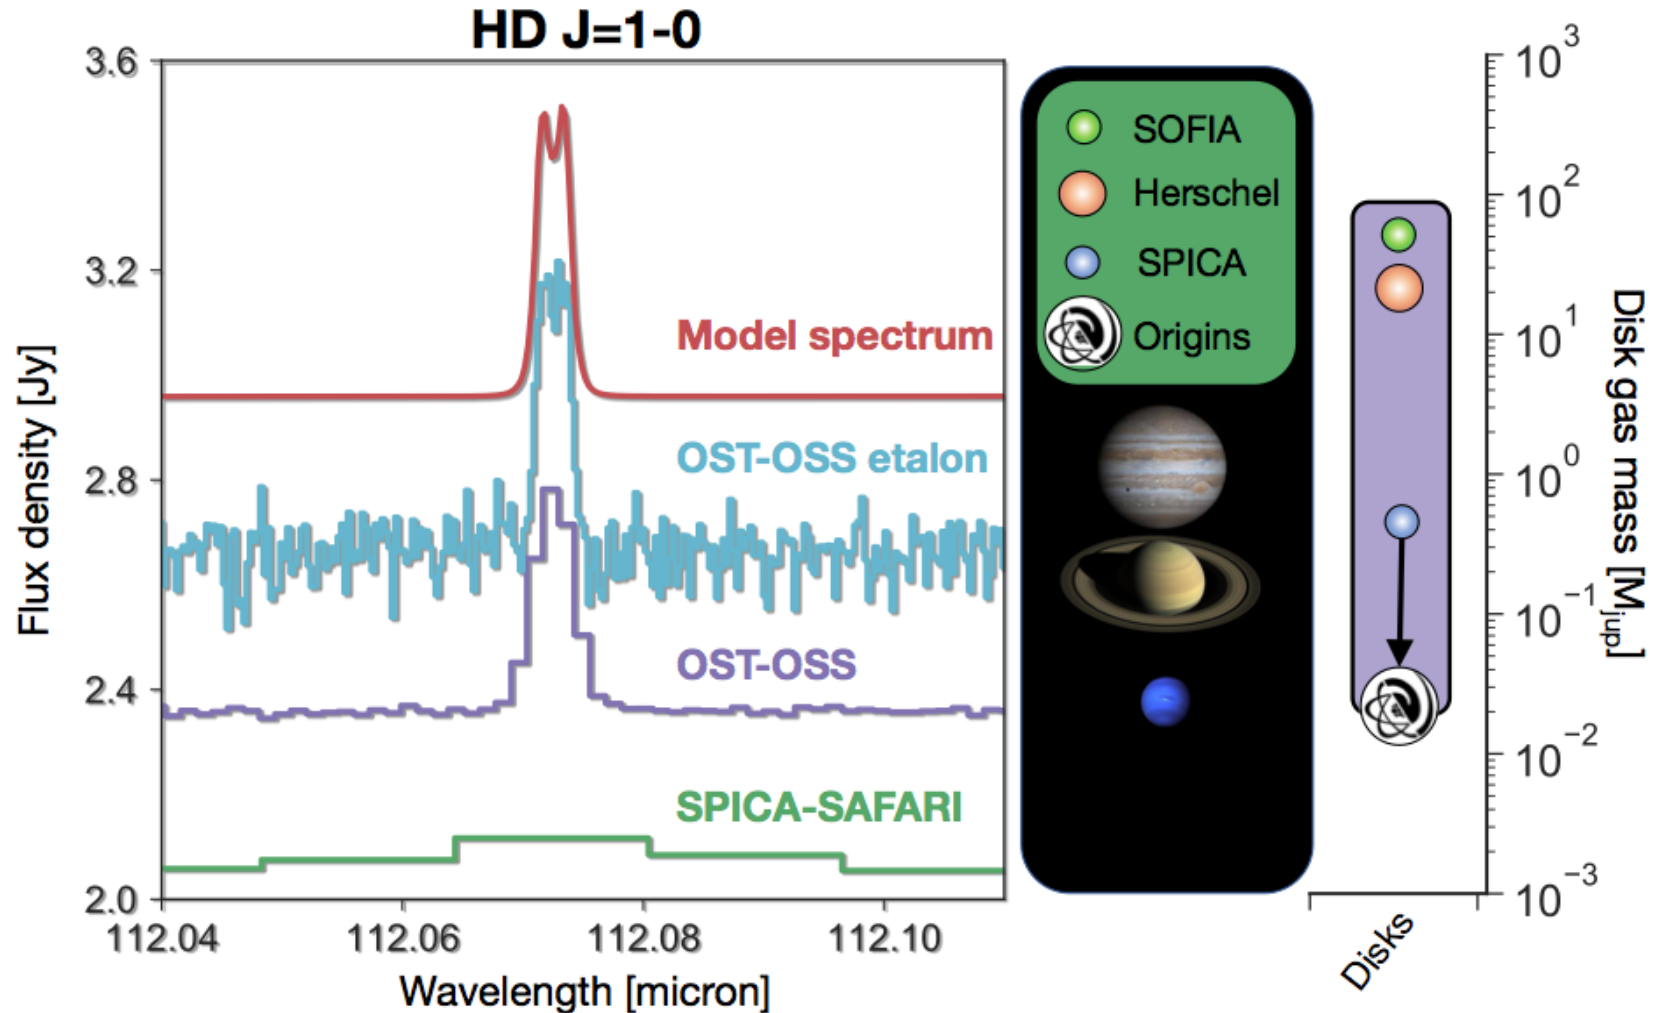 HD J=1-0
Flux density [Jy]
3.6
3.2
2.8
2.4
2.0
112.04
112.06
112.08
112.10
Wavelength [micron]
Model spectrum
OST-OSS etalon
OST-OSS
SPICA-SAFARI
SOFIA
Herschel
SPICA
Origins
10³
10²
10¹
10⁰
10⁻¹
10⁻²
10⁻³
Disk gas mass [Mjup]
Disks